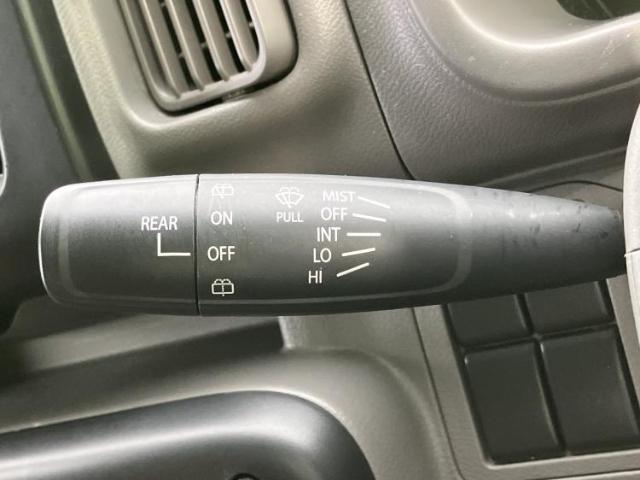 REAR
ON
OFF
PULL
MIST
OFF
INT
LO
HI